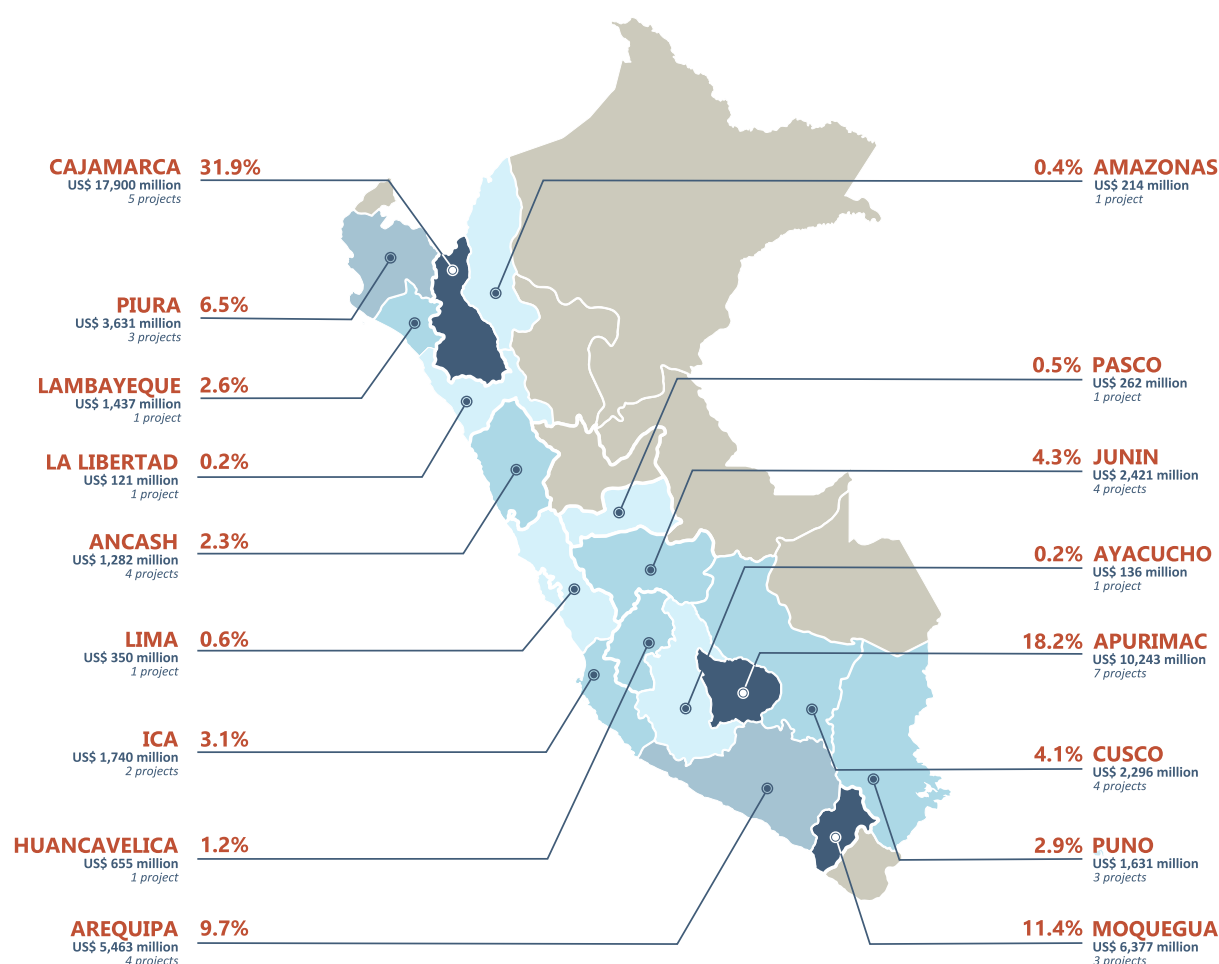 CAJAMARCA 31.9%
US$ 17,900 million
5 projects
PIURA 6.5%
US$ 3,631 million
3 projects
LAMBAYEQUE 2.6%
US$ 1,437 million
1 project
LA LIBERTAD 0.2%
US$ 121 million
1 project
ANCASH 2.3%
US$ 1,282 million
4 projects
LIMA 0.6%
US$ 350 million
1 project
ICA 3.1%
US$ 1,740 million
2 projects
HUANCAVELICA 1.2%
US$ 655 million
1 project
AREQUIPA 9.7%
US$ 5,463 million
4 projects
0.4% AMAZONAS
US$ 214 million
1 project
0.5% PASCO
US$ 262 million
1 project
4.3% JUNIN
US$ 2,421 million
4 projects
0.2% AYACUCHO
US$ 136 million
1 project
18.2% APURIMAC
US$ 10,243 million
7 projects
4.1% CUSCO
US$ 2,296 million
4 projects
2.9% PUNO
US$ 1,631 million
3 projects
11.4% MOQUEGUA
US$ 6,377 million
3 projects